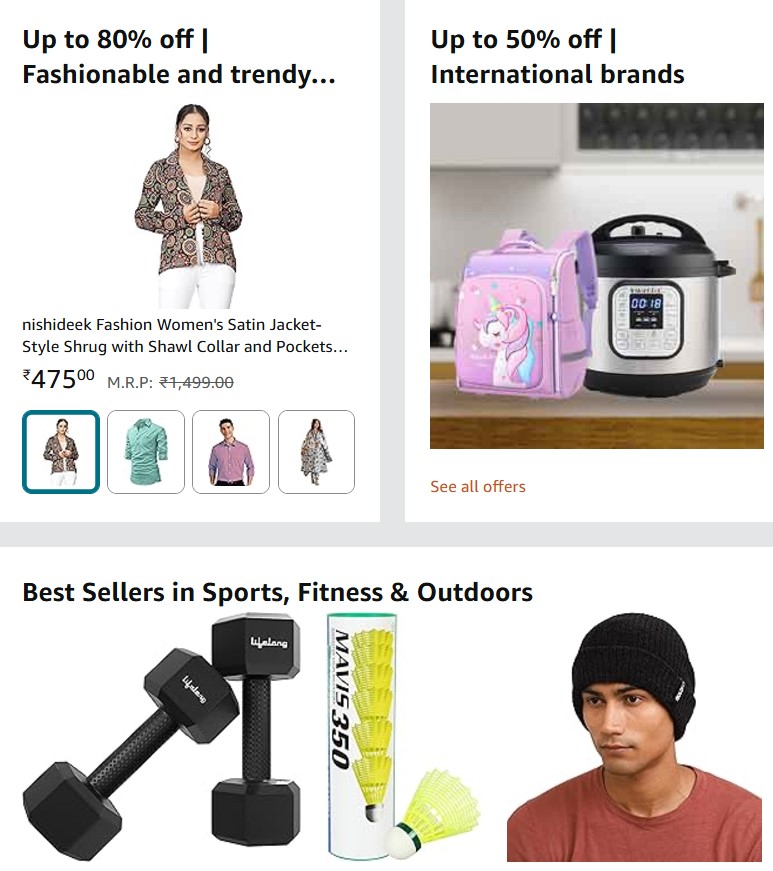 Up to 80% off |
Fashionable and trendy...
nishideek Fashion Women's Satin Jacket-
Style Shrug with Shawl Collar and Pockets...
₹475⁰⁰ M.R.P: ₹1,499.00
Up to 50% off |
International brands
00:18
See all offers
Best Sellers in Sports, Fitness & Outdoors
lifelong
lifelong
MAVIS 350